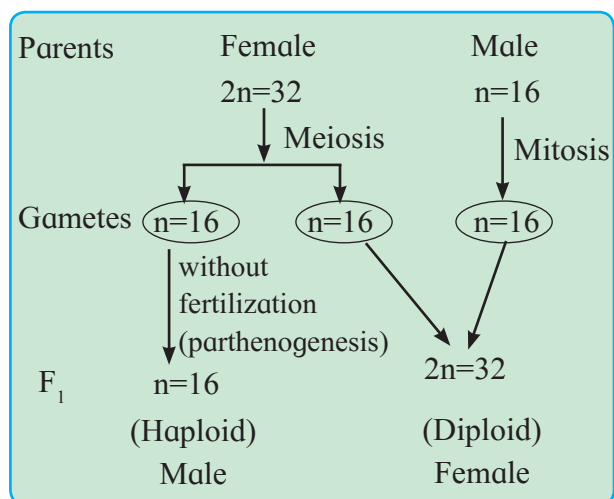 Parents Female Male
2n=32 n=16
Meiosis Mitosis
Gametes n=16 n=16 n=16
without
fertilization
(parthenogenesis)
F₁ n=16 2n=32
(Haploid) (Diploid)
Male Female